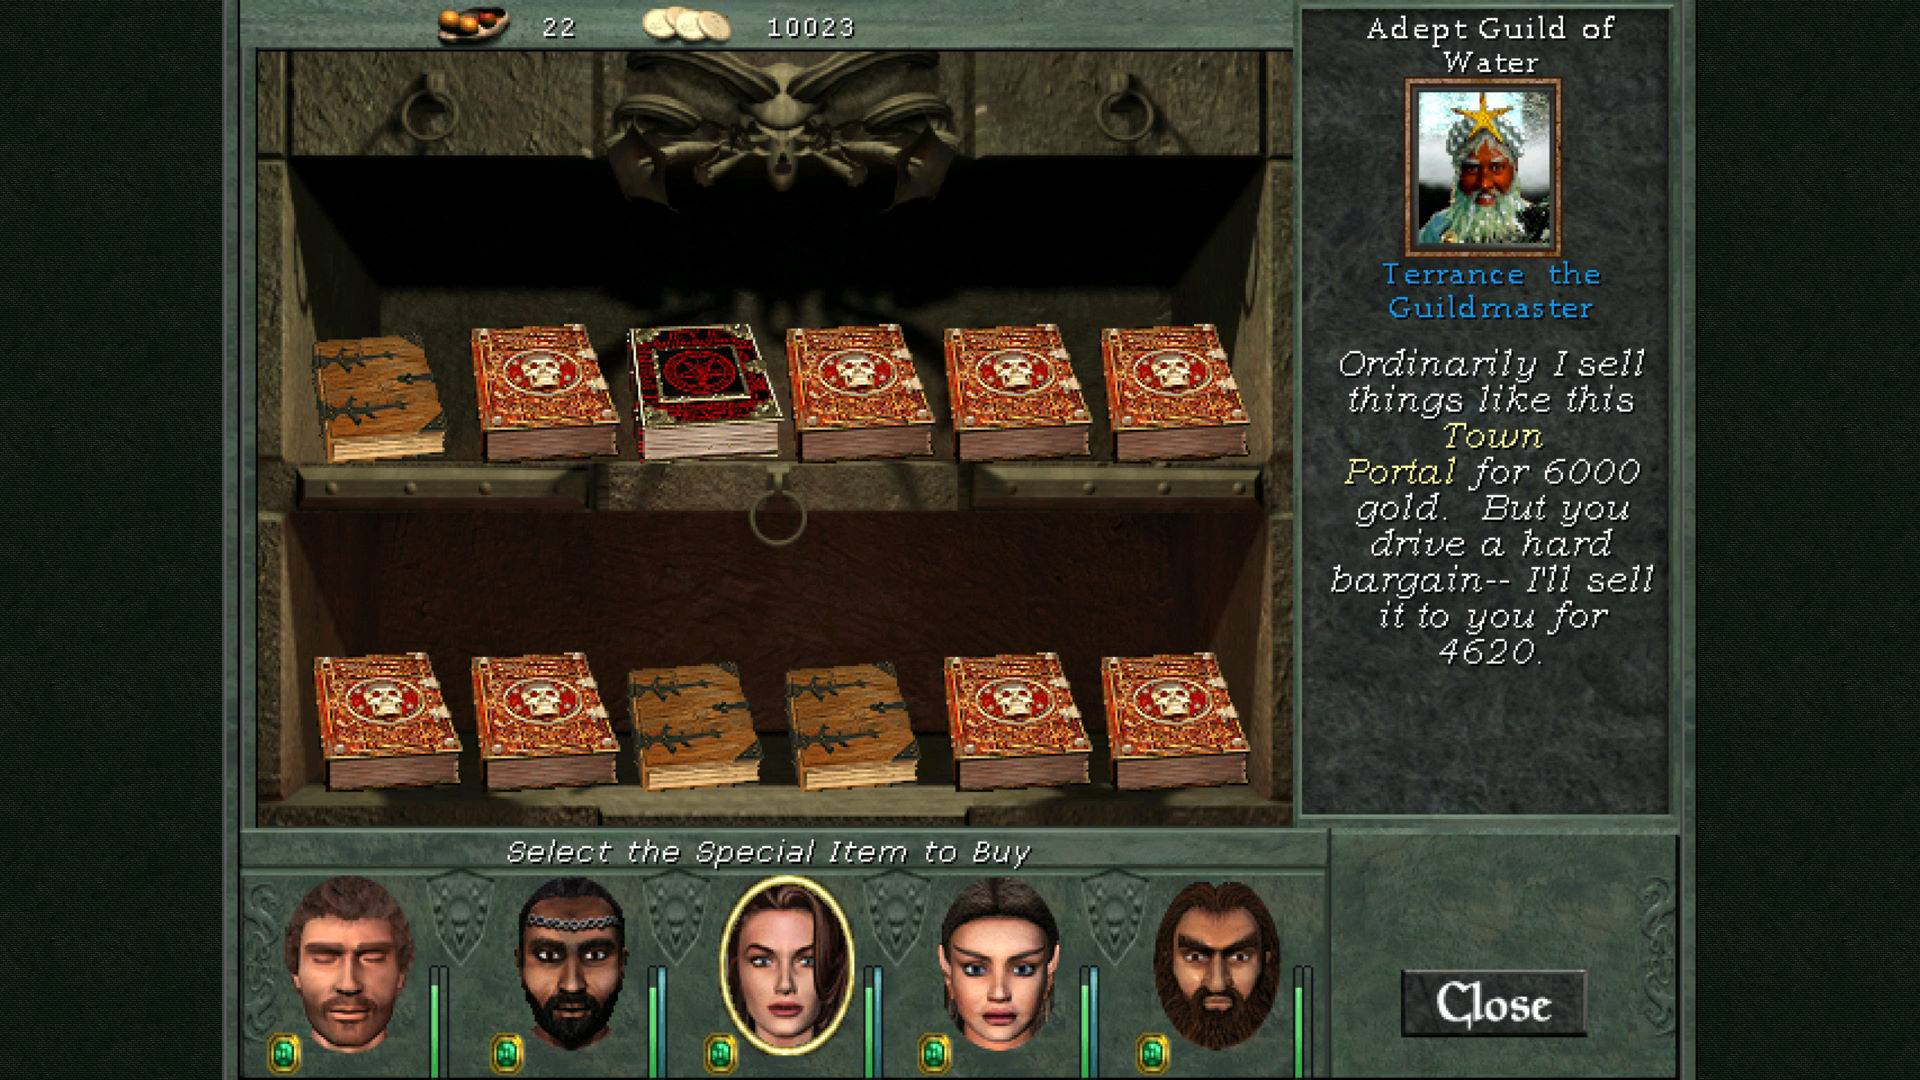 22
10023
Adept Guild of
Water
Terrance the
Guildmaster
Ordinarily I sell
things like this
Town
Portal for 6000
gold. But you
drive a hard
bargain-- I'll sell
it to you for
4620.
Select the Special Item to Buy
Close